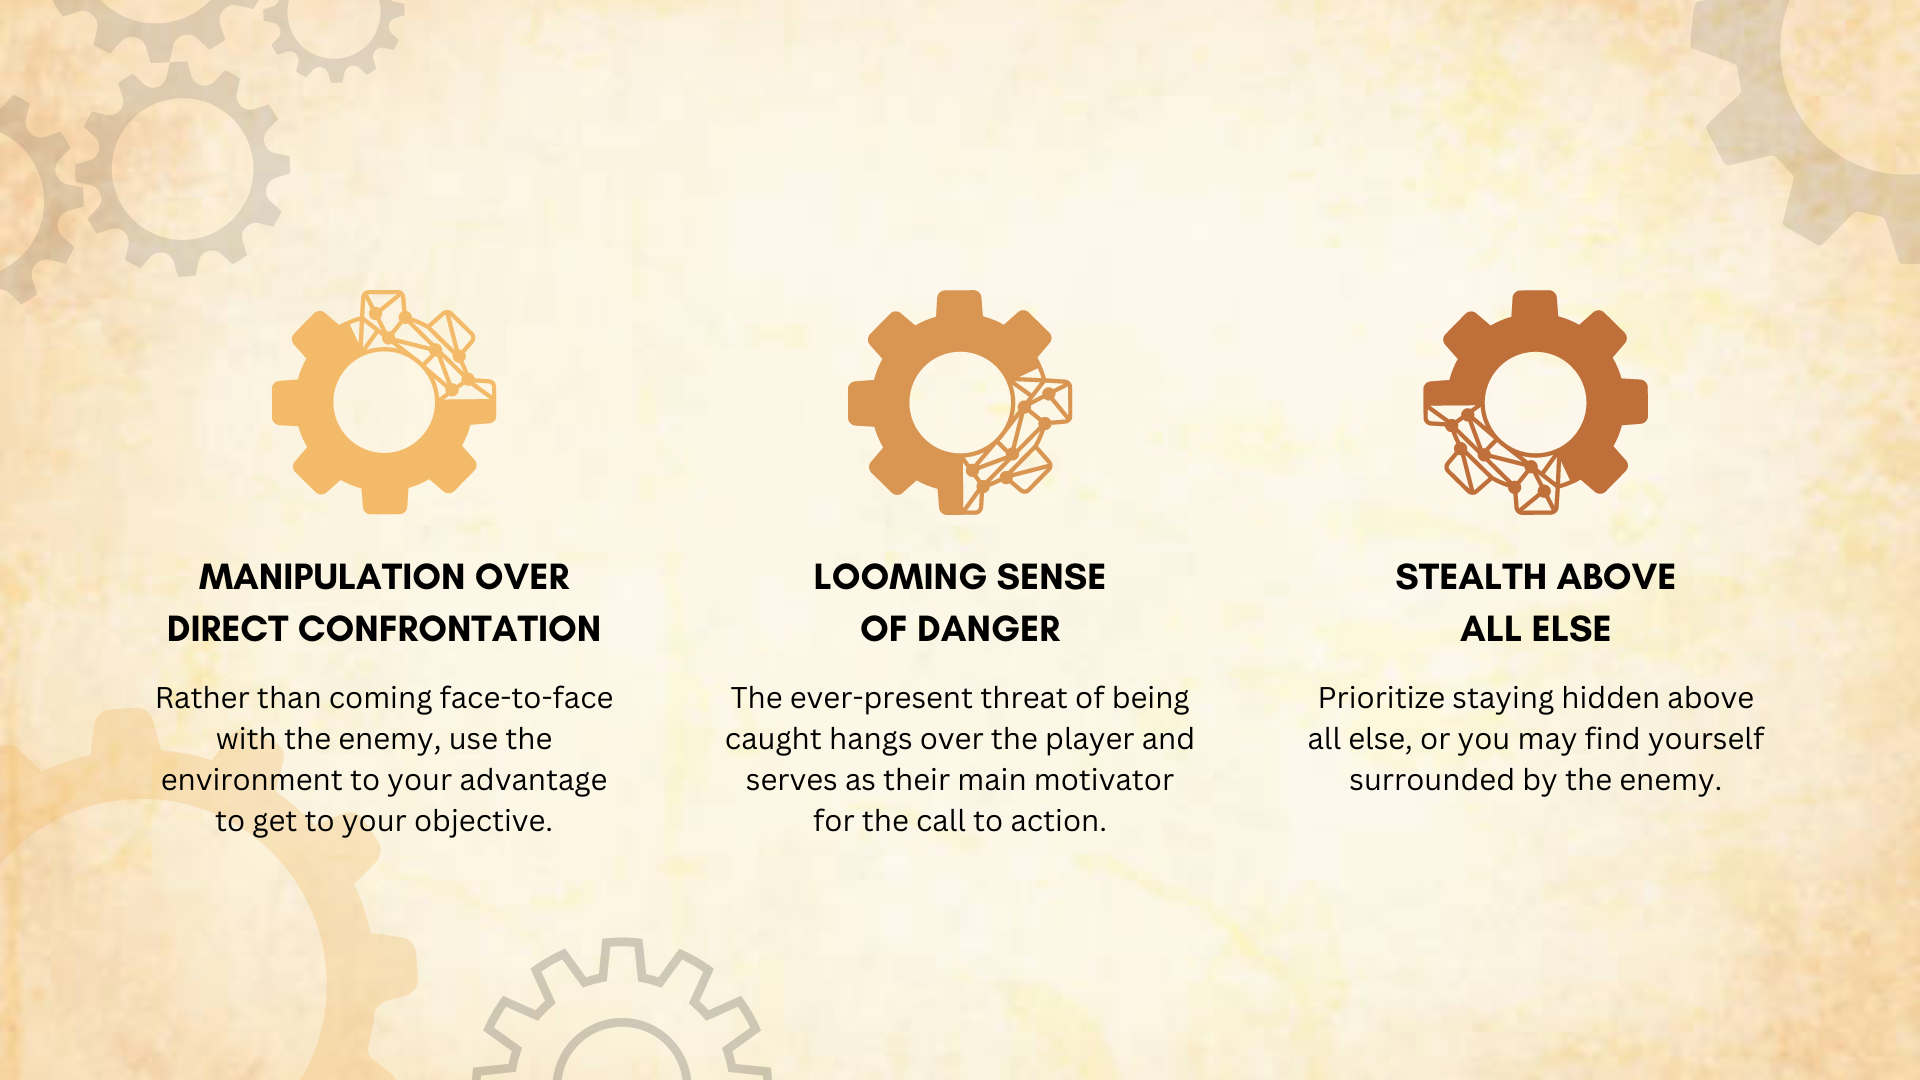 MANIPULATION OVER
DIRECT CONFRONTATION
Rather than coming face-to-face
with the enemy, use the
environment to your advantage
to get to your objective.
LOOMING SENSE
OF DANGER
The ever-present threat of being
caught hangs over the player and
serves as their main motivator
for the call to action.
STEALTH ABOVE
ALL ELSE
Prioritize staying hidden above
all else, or you may find yourself
surrounded by the enemy.